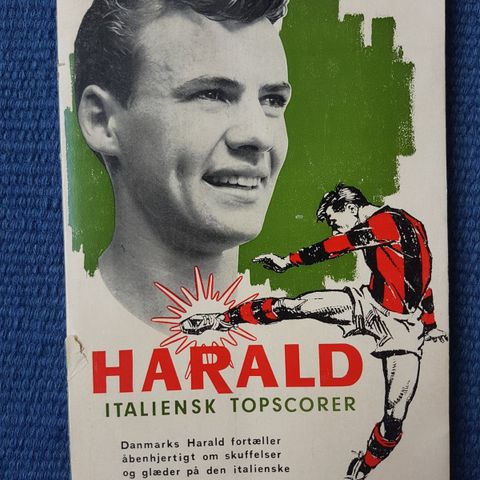 HARALD
ITALIENSK TOPSCORER
Danmarks Harald fortæller
åbenhjertigt om skuffelser
og glæder på den italienske